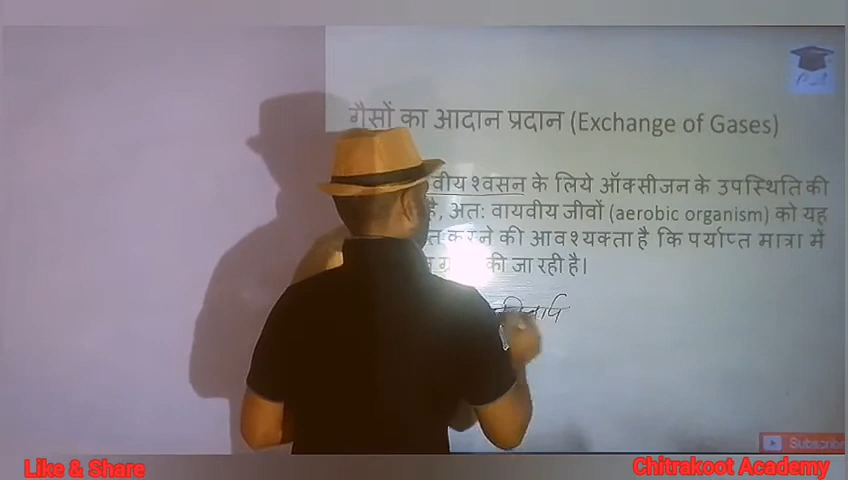 गैसों का आदान प्रदान (Exchange of Gases)
वीय श्वसन के लिये ऑक्सीजन के उपस्थिति की
है, अत: वायवीय जीवों (aerobic organism) को यह
करने की आवश्यकता है कि पर्याप्त मात्रा में
की जा रही है।
Subscribe
Like & Share
Chitrakoot Academy